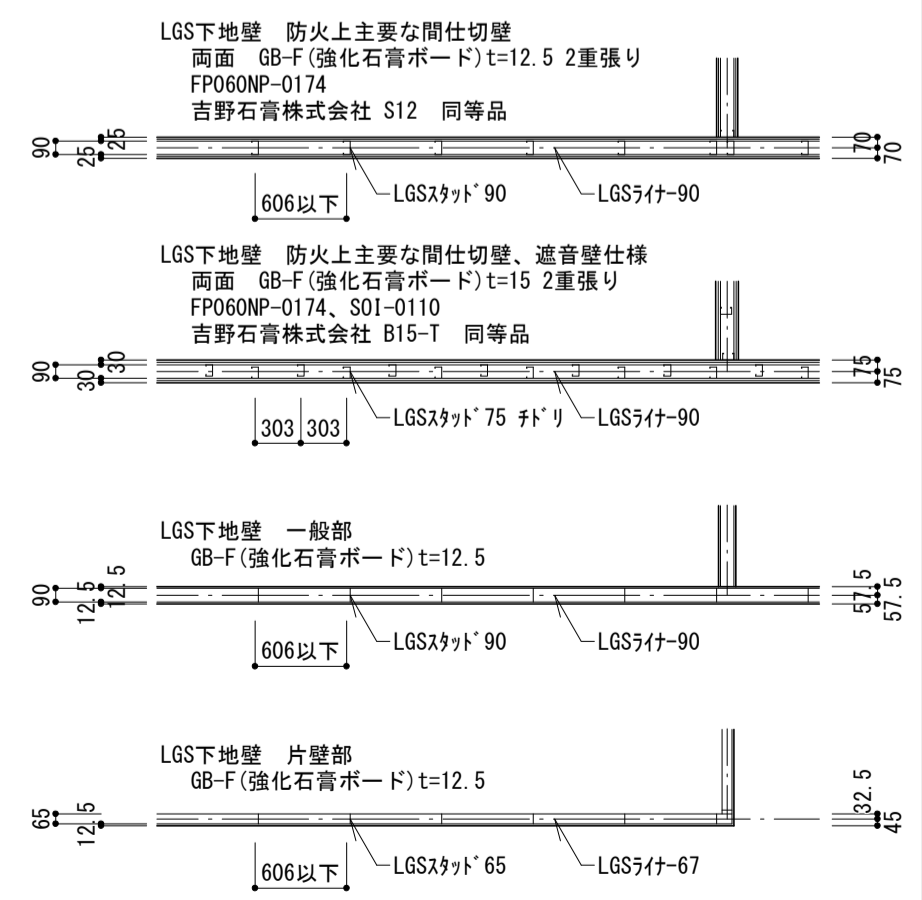 LGS下地壁　防火上主要な間仕切壁
両面　GB-F(強化石膏ボード)t=12.5 2重張り
FP060NP-0174
吉野石膏株式会社 S12　同等品
90
25
25
70
70
LGSｽﾀｯﾄﾞ90
LGSﾗｲﾅｰ90
606以下
LGS下地壁　防火上主要な間仕切壁、遮音壁仕様
両面　GB-F(強化石膏ボード)t=15 2重張り
FP060NP-0174、SOI-0110
吉野石膏株式会社 B15-T　同等品
90
30
30
75
75
LGSｽﾀｯﾄﾞ75 ﾁﾄﾞﾘ
LGSﾗｲﾅｰ90
303
303
LGS下地壁　一般部
GB-F(強化石膏ボード)t=12.5
90
12.5
12.5
57.5
57.5
LGSｽﾀｯﾄﾞ90
LGSﾗｲﾅｰ90
606以下
LGS下地壁　片壁部
GB-F(強化石膏ボード)t=12.5
65
12.5
32.5
45
LGSｽﾀｯﾄﾞ65
LGSﾗｲﾅｰ67
606以下